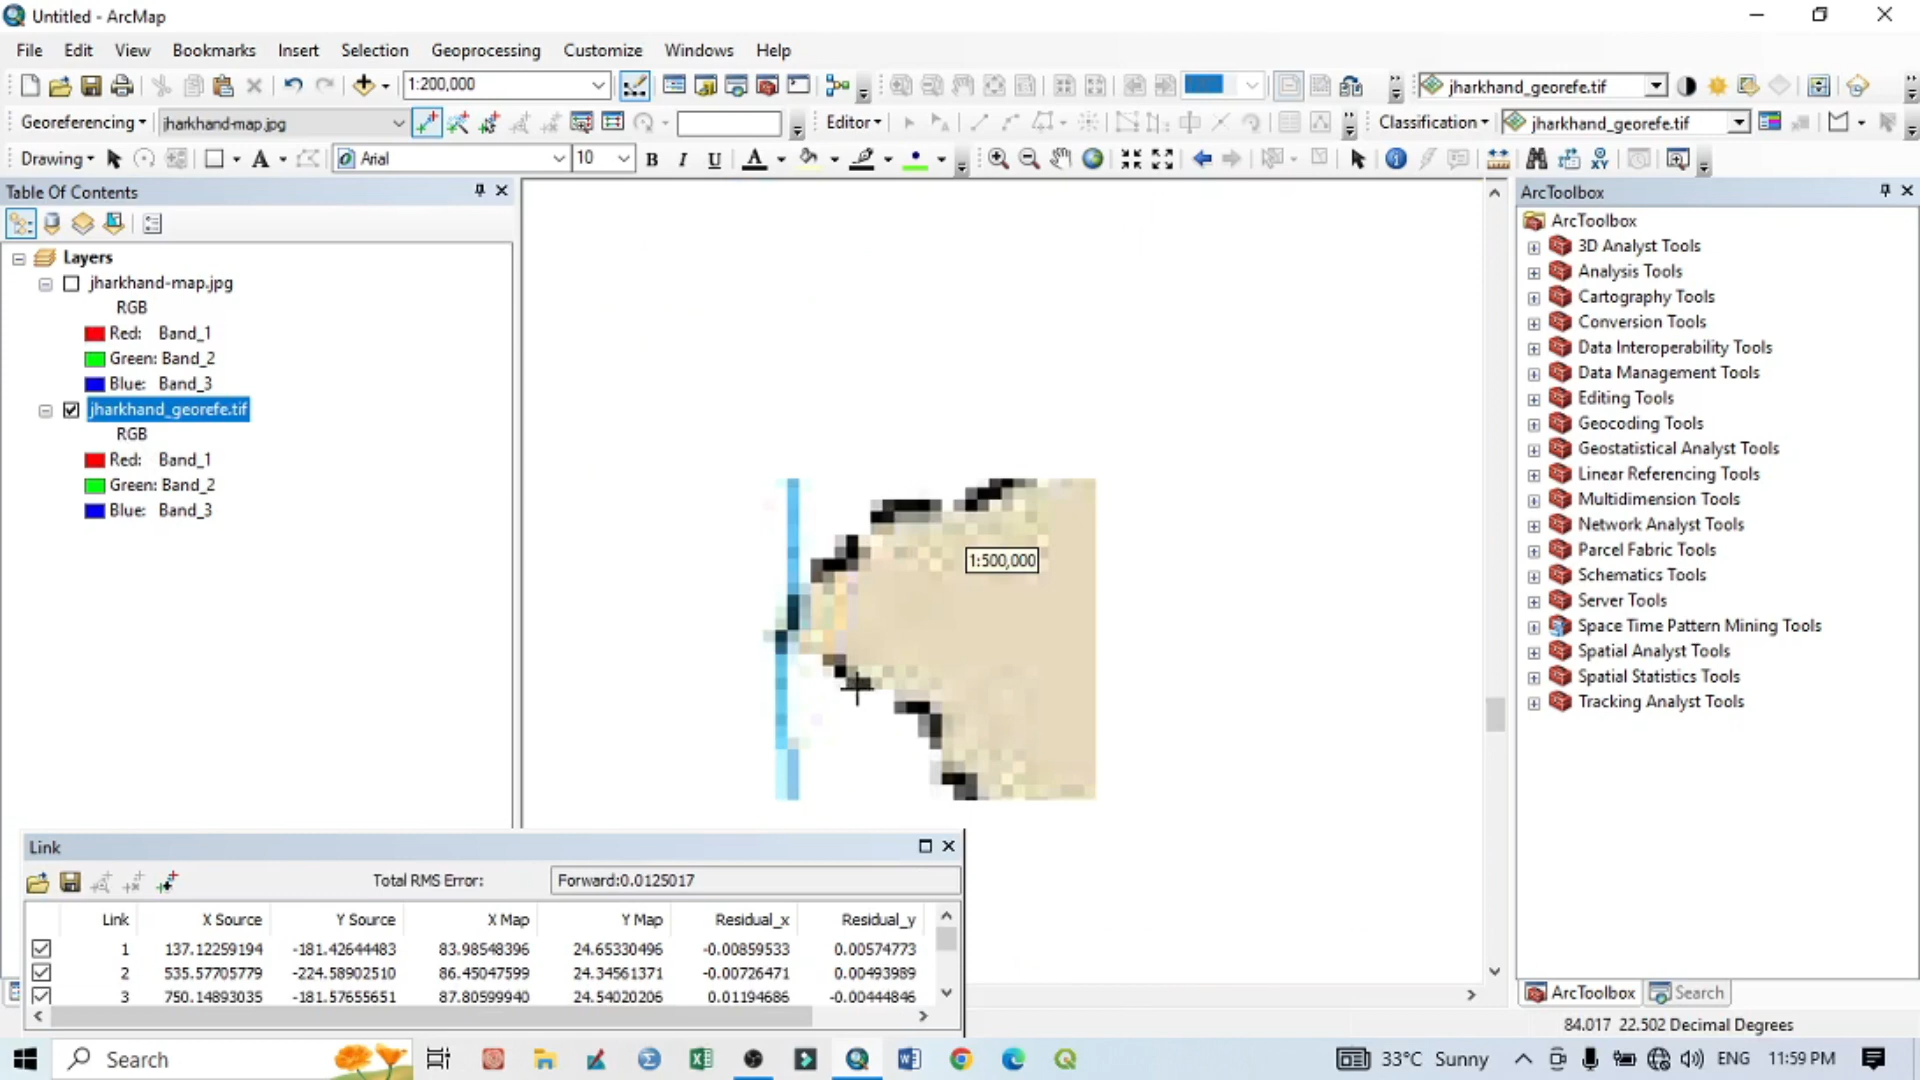 Untitled - ArcMap
File Edit View Bookmarks Insert Selection Geoprocessing Customize Windows Help
1:200,000 jharkhand_georefe.tif
Georeferencing jharkhand-map.jpg Editor Classification jharkhand_georefe.tif
Drawing A Arial 10 B I U A
Table Of Contents
Layers
jharkhand-map.jpg
RGB
Red: Band_1
Green: Band_2
Blue: Band_3
jharkhand_georefe.tif
RGB
Red: Band_1
Green: Band_2
Blue: Band_3
1:500,000
ArcToolbox
ArcToolbox
3D Analyst Tools
Analysis Tools
Cartography Tools
Conversion Tools
Data Interoperability Tools
Data Management Tools
Editing Tools
Geocoding Tools
Geostatistical Analyst Tools
Linear Referencing Tools
Multidimension Tools
Network Analyst Tools
Parcel Fabric Tools
Schematics Tools
Server Tools
Space Time Pattern Mining Tools
Spatial Analyst Tools
Spatial Statistics Tools
Tracking Analyst Tools
ArcToolbox Search
Link
Total RMS Error: Forward:0.0125017
Link X Source Y Source X Map Y Map Residual_x Residual_y
1 137.12259194 -181.42644483 83.98548396 24.65330496 -0.00859533 0.00574773
2 535.57705779 -224.58902510 86.45047599 24.34561371 -0.00726471 0.00493989
3 750.14893035 -181.57655651 87.80599940 24.54020206 0.01194686 -0.00444846
84.017 22.502 Decimal Degrees
Search 33°C Sunny ENG 11:59 PM